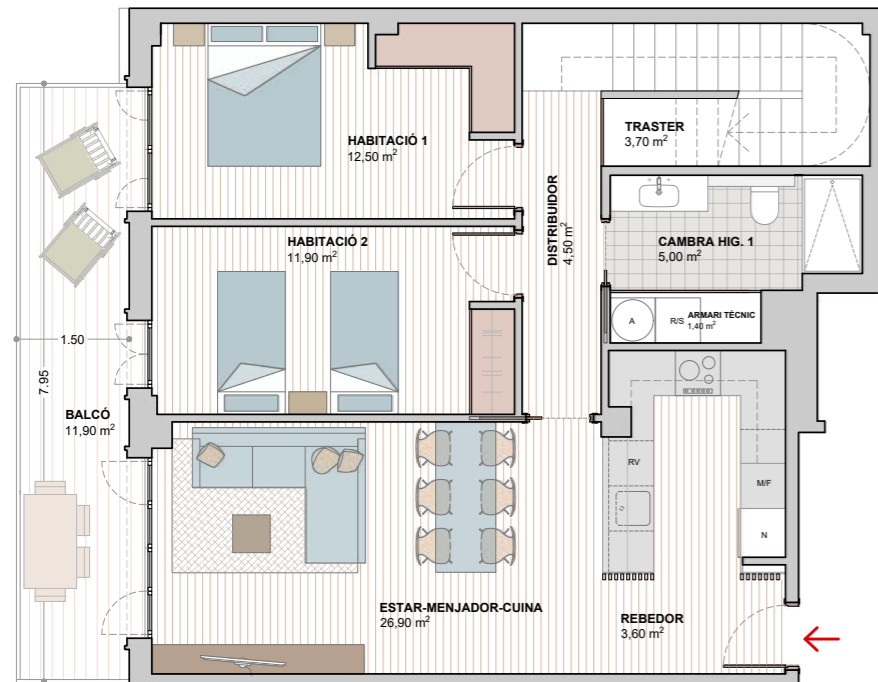 HABITACIÓ 1
12,50 m²
TRASTER
3,70 m²
DISTRIBUIDOR
4,50 m²
HABITACIÓ 2
11,90 m²
CAMBRA HIG. 1
5,00 m²
A
R/S
ARMARI TÈCNIC
1,40 m²
1.50
7.95
BALCÓ
11,90 m²
RV
M/F
N
ESTAR-MENJADOR-CUINA
26,90 m²
REBEDOR
3,60 m²